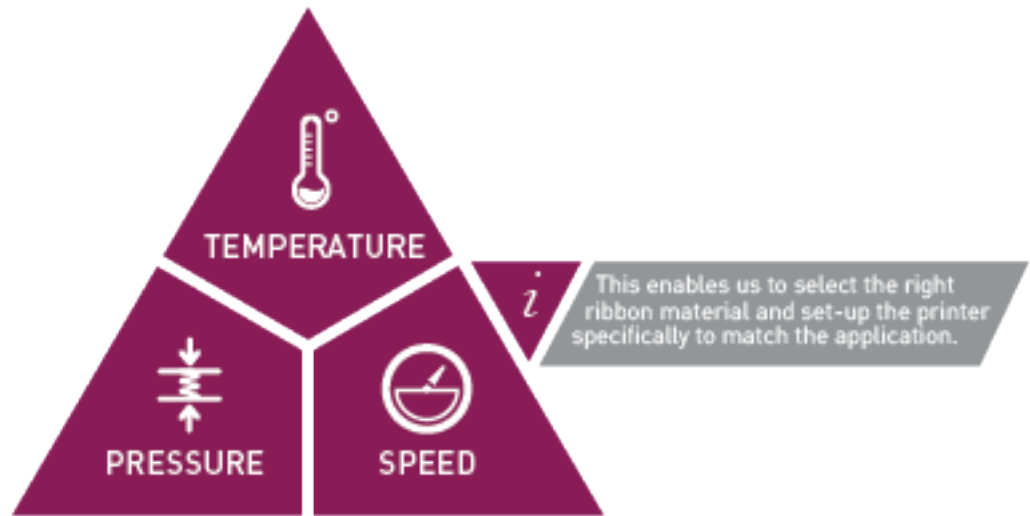 TEMPERATURE
PRESSURE
SPEED
i
This enables us to select the right
ribbon material and set-up the printer
specifically to match the application.